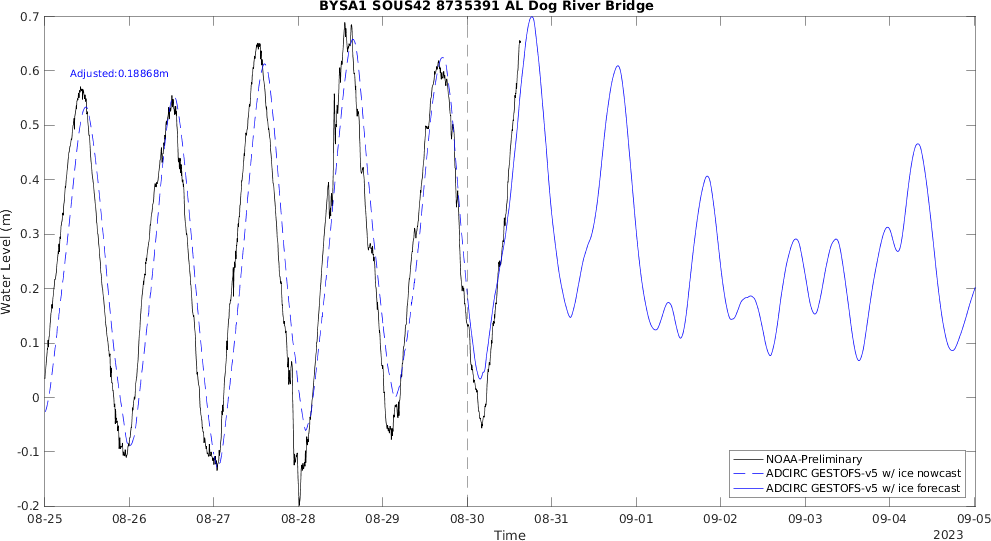 BYSA1 SOUS42 8735391 AL Dog River Bridge
0.7
0.6
0.5
0.4
0.3
0.2
0.1
0
-0.1
-0.2
Water Level (m)
Adjusted:0.18868m
NOAA-Preliminary
ADCIRC GESTOFS-v5 w/ ice nowcast
ADCIRC GESTOFS-v5 w/ ice forecast
08-25 08-26 08-27 08-28 08-29 08-30 08-31 09-01 09-02 09-03 09-04 09-05
Time
2023